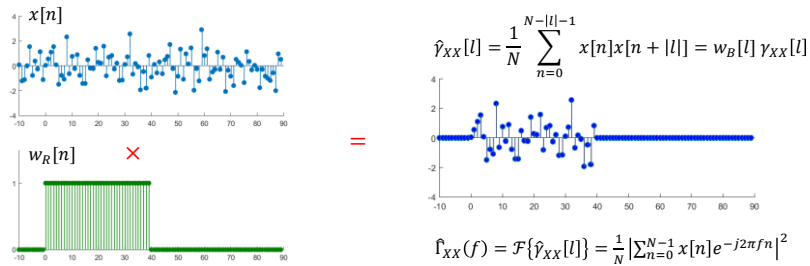 x[n]
4
2
0
-2
-4
-10 0 10 20 30 40 50 60 70 80 90
×
w_R[n]
1
0
-10 0 10 20 30 40 50 60 70 80 90
=
γ̂_XX[l] = 1/N ∑_{n=0}^{N−|l|−1} x[n]x[n + |l|] = w_B[l] γ_XX[l]
4
2
0
-2
-4
-10 0 10 20 30 40 50 60 70 80 90
Γ̂_XX(f) = ℱ{γ̂_XX[l]} = 1/N |∑_{n=0}^{N−1} x[n]e^{−j2πfn}|²